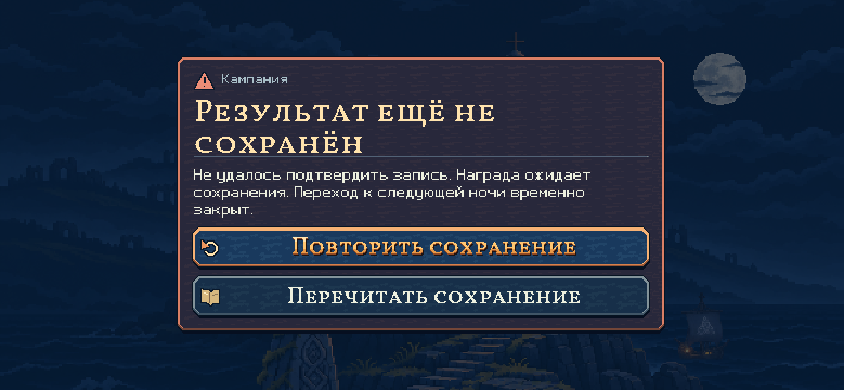 Кампания
Результат ещё не
сохранён
Не удалось подтвердить запись. Награда ожидает
сохранения. Переход к следующей ночи временно
закрыт.
Повторить сохранение
Перечитать сохранение